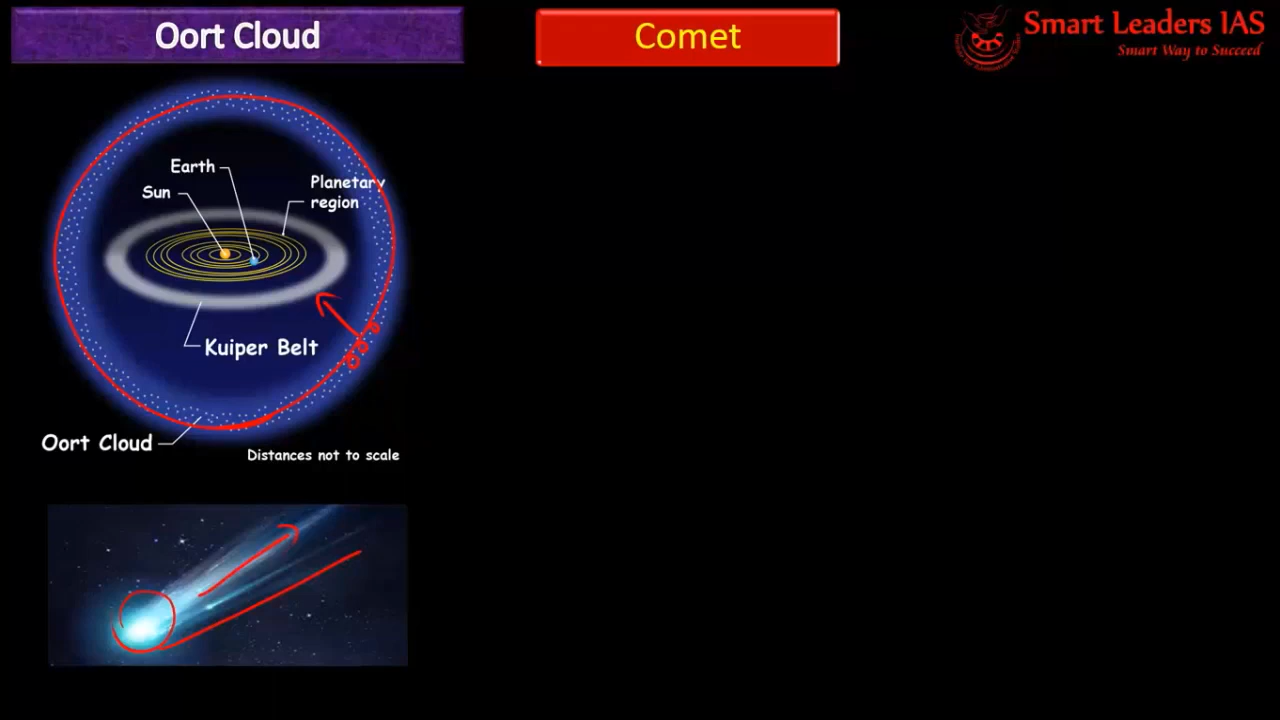 Oort Cloud
Comet
Smart Leaders IAS
Smart Way to Succeed
Earth
Sun
Planetary
region
Kuiper Belt
Oort Cloud
Distances not to scale